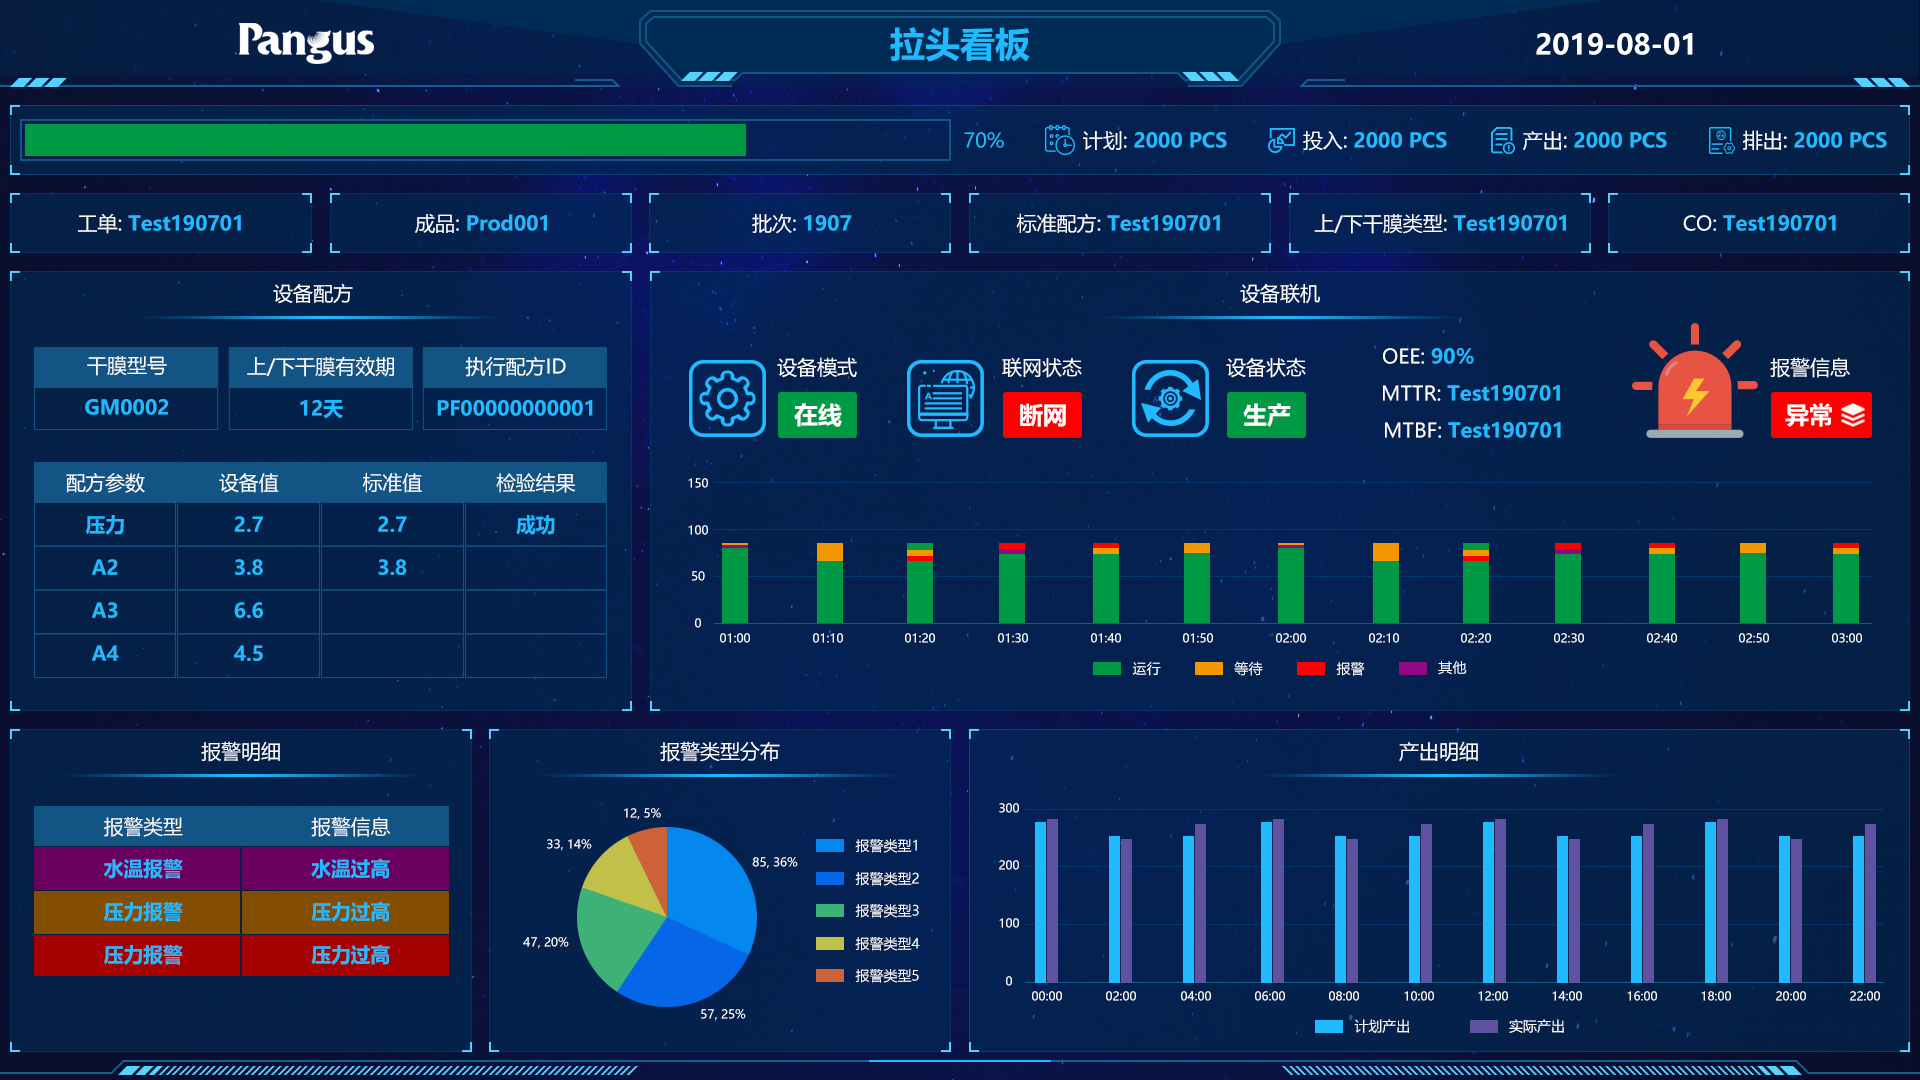 Pangus
拉头看板
2019-08-01
70%
计划: 2000 PCS
投入: 2000 PCS
产出: 2000 PCS
排出: 2000 PCS
工单: Test190701
成品: Prod001
批次: 1907
标准配方: Test190701
上/下干膜类型: Test190701
CO: Test190701
设备配方
干膜型号 上/下干膜有效期 执行配方ID
GM0002 12天 PF00000000001
配方参数 设备值 标准值 检验结果
压力 2.7 2.7 成功
A2 3.8 3.8
A3 6.6
A4 4.5
设备联机
设备模式
在线
联网状态
断网
设备状态
生产
OEE: 90%
MTTR: Test190701
MTBF: Test190701
报警信息
异常
150
100
50
0
01:00 01:10 01:20 01:30 01:40 01:50 02:00 02:10 02:20 02:30 02:40 02:50 03:00
运行 等待 报警 其他
报警明细
报警类型 报警信息
水温报警 水温过高
压力报警 压力过高
压力报警 压力过高
报警类型分布
12, 5%
33, 14%
85, 36%
47, 20%
57, 25%
报警类型1
报警类型2
报警类型3
报警类型4
报警类型5
产出明细
300
200
100
0
00:00 02:00 04:00 06:00 08:00 10:00 12:00 14:00 16:00 18:00 20:00 22:00
计划产出 实际产出